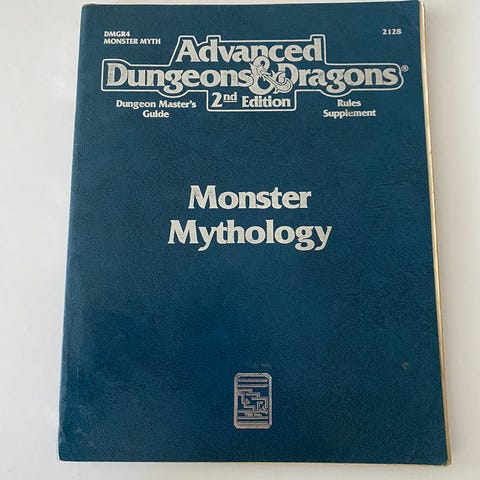 DMGR4
MONSTER MYTH
2128
Advanced
Dungeons & Dragons®
2nd Edition
Dungeon Master's
Guide
Rules
Supplement
Monster
Mythology
TSR